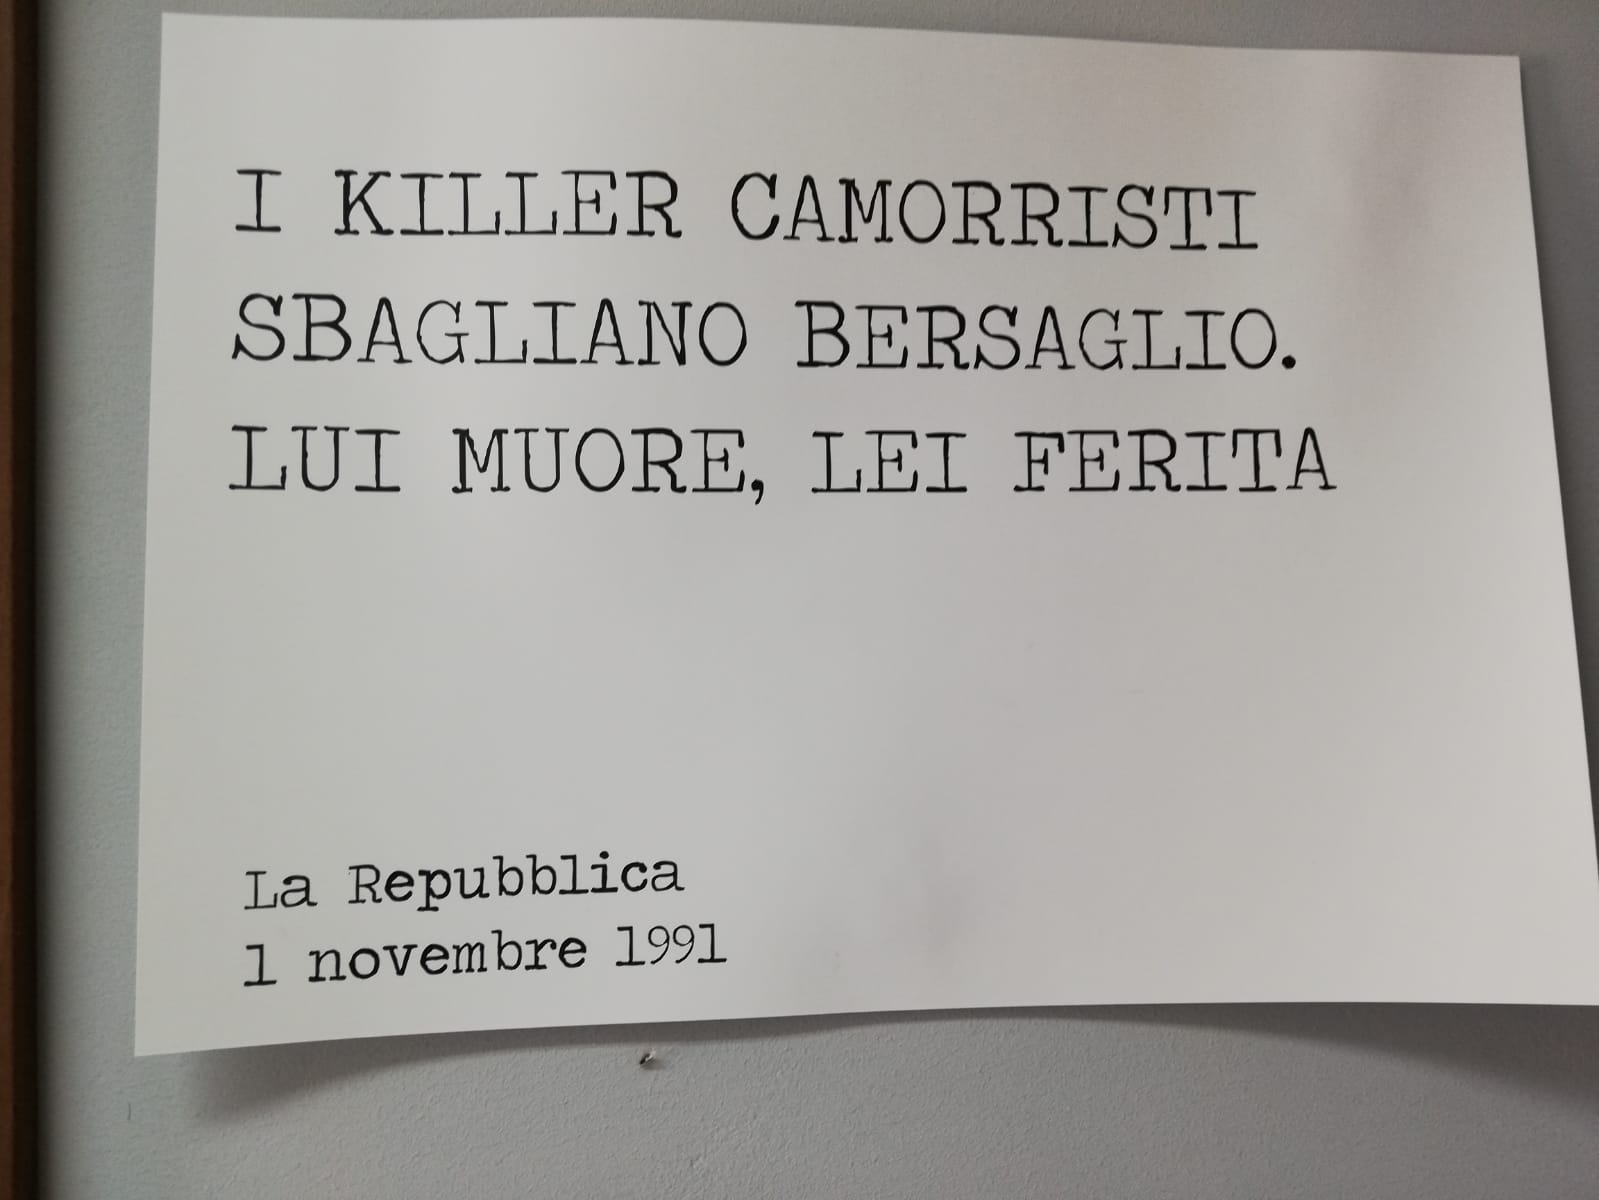 I KILLER CAMORRISTI
SBAGLIANO BERSAGLIO.
LUI MUORE, LEI FERITA
La Repubblica
1 novembre 1991